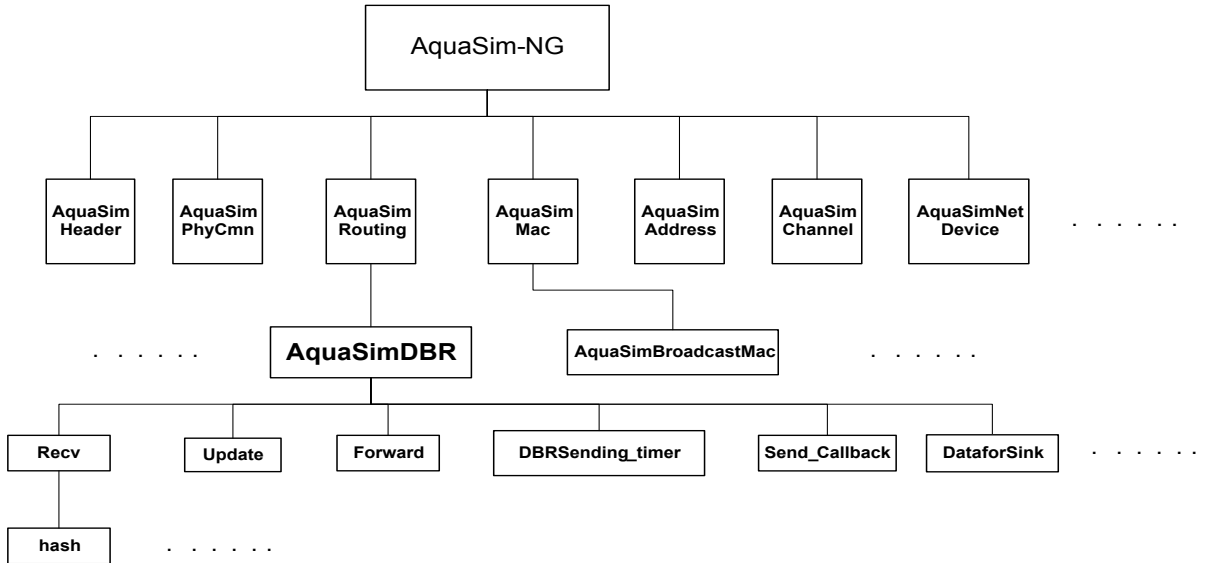 AquaSim-NG
AquaSim
Header
AquaSim
PhyCmn
AquaSim
Routing
AquaSim
Mac
AquaSim
Address
AquaSim
Channel
AquaSimNet
Device
. . . . . .
. . . . . .
AquaSimDBR
AquaSimBroadcastMac
. . . . . .
Recv
Update
Forward
DBRSending_timer
Send_Callback
DataforSink
. . . . . .
hash
. . . . . .